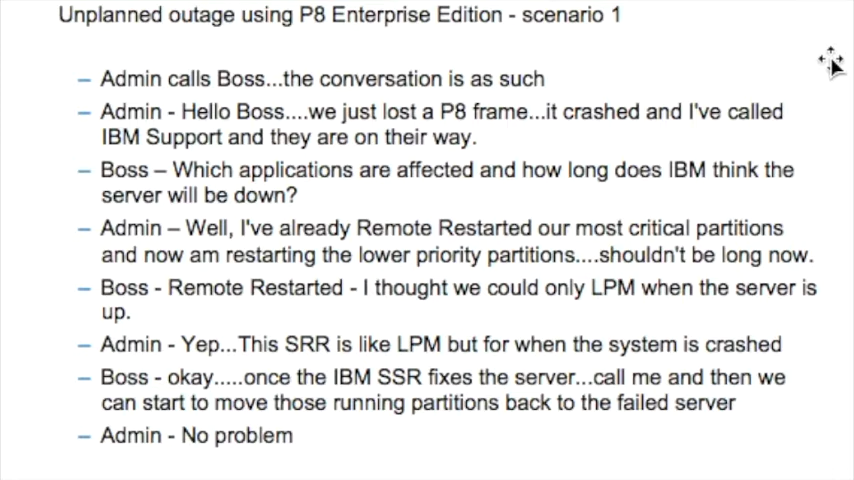 Unplanned outage using P8 Enterprise Edition - scenario 1
– Admin calls Boss...the conversation is as such
– Admin - Hello Boss....we just lost a P8 frame...it crashed and I've called
IBM Support and they are on their way.
– Boss – Which applications are affected and how long does IBM think the
server will be down?
– Admin – Well, I've already Remote Restarted our most critical partitions
and now am restarting the lower priority partitions....shouldn't be long now.
– Boss - Remote Restarted - I thought we could only LPM when the server is
up.
– Admin - Yep...This SRR is like LPM but for when the system is crashed
– Boss - okay.....once the IBM SSR fixes the server...call me and then we
can start to move those running partitions back to the failed server
– Admin - No problem